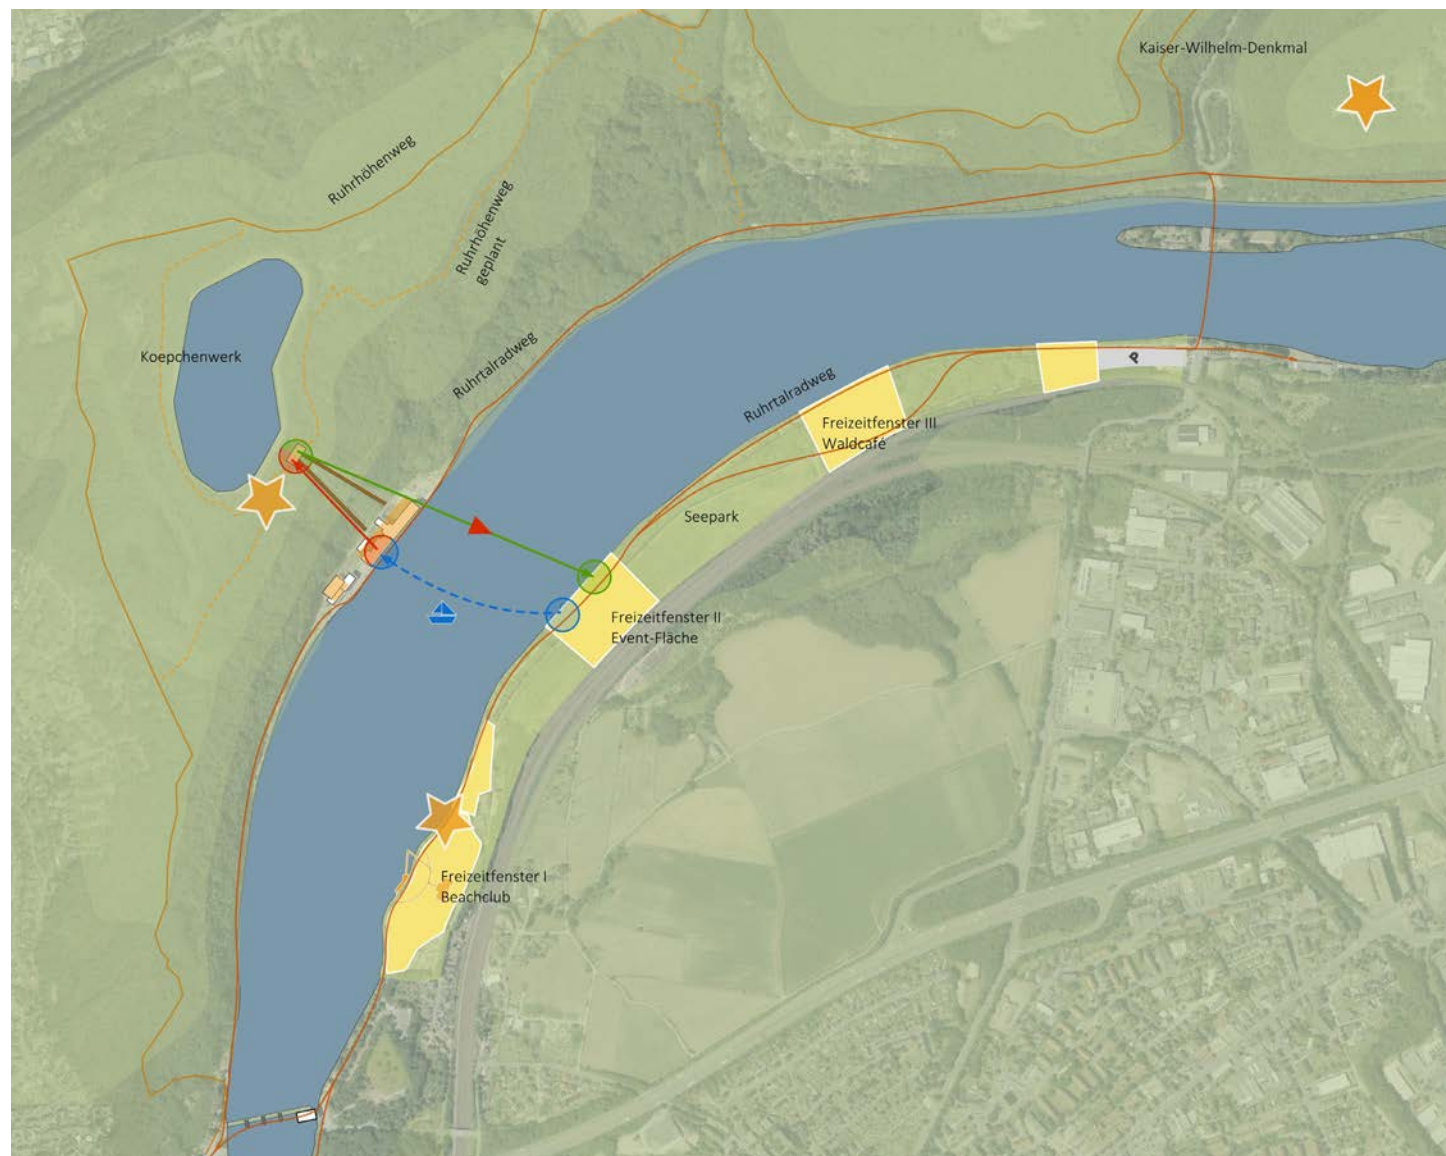 Kaiser-Wilhelm-Denkmal
Ruhrhöhenweg
Ruhrhöhenweg
geplant
Koepchenwerk
Ruhrtalradweg
P
Ruhrtalradweg
Freizeitfenster III
Waldcafé
Seepark
Freizeitfenster II
Event-Fläche
Freizeitfenster I
Beachclub